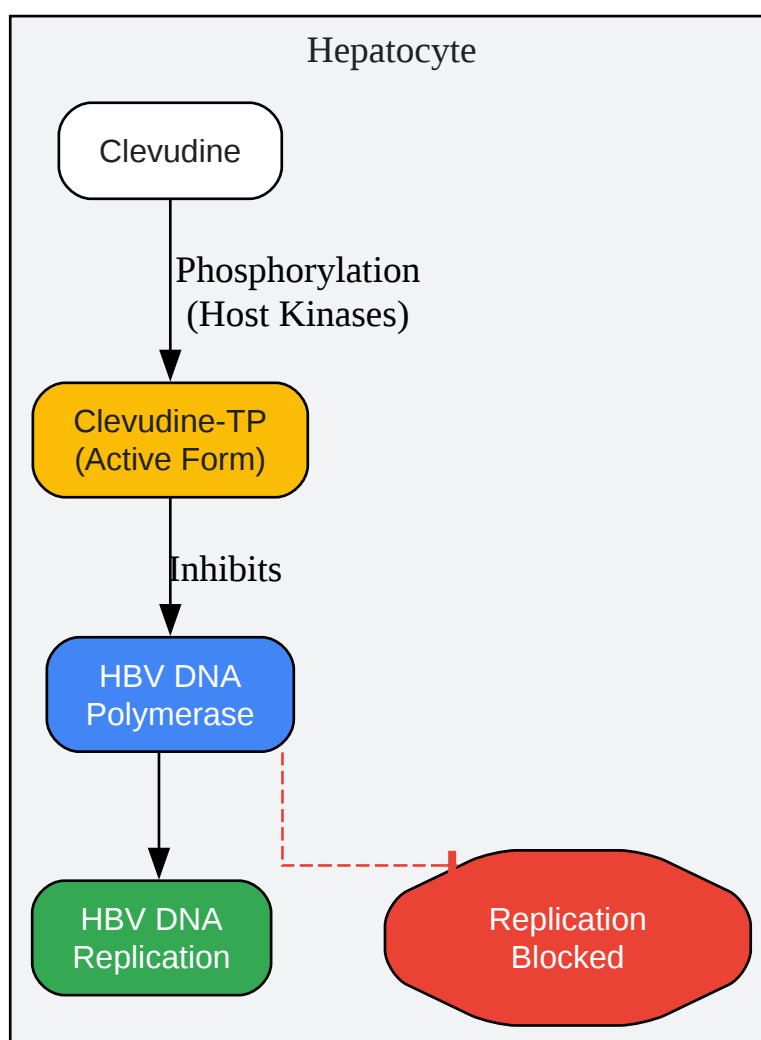 Hepatocyte
Clevudine
Phosphorylation
(Host Kinases)
Clevudine-TP
(Active Form)
Inhibits
HBV DNA
Polymerase
HBV DNA
Replication
Replication
Blocked